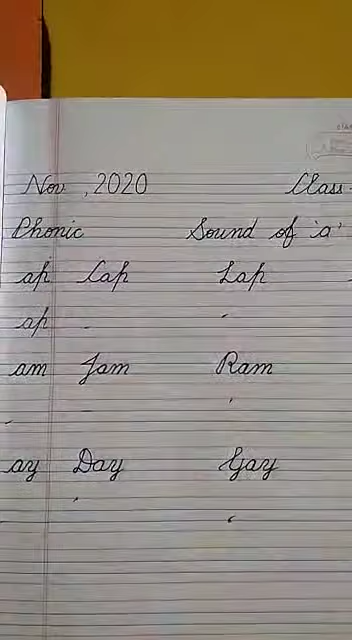 Nov , 2020 Class
Phonic Sound of 'a'
ap Cap Lap
ap
am Jam Ram
ay Day Gay